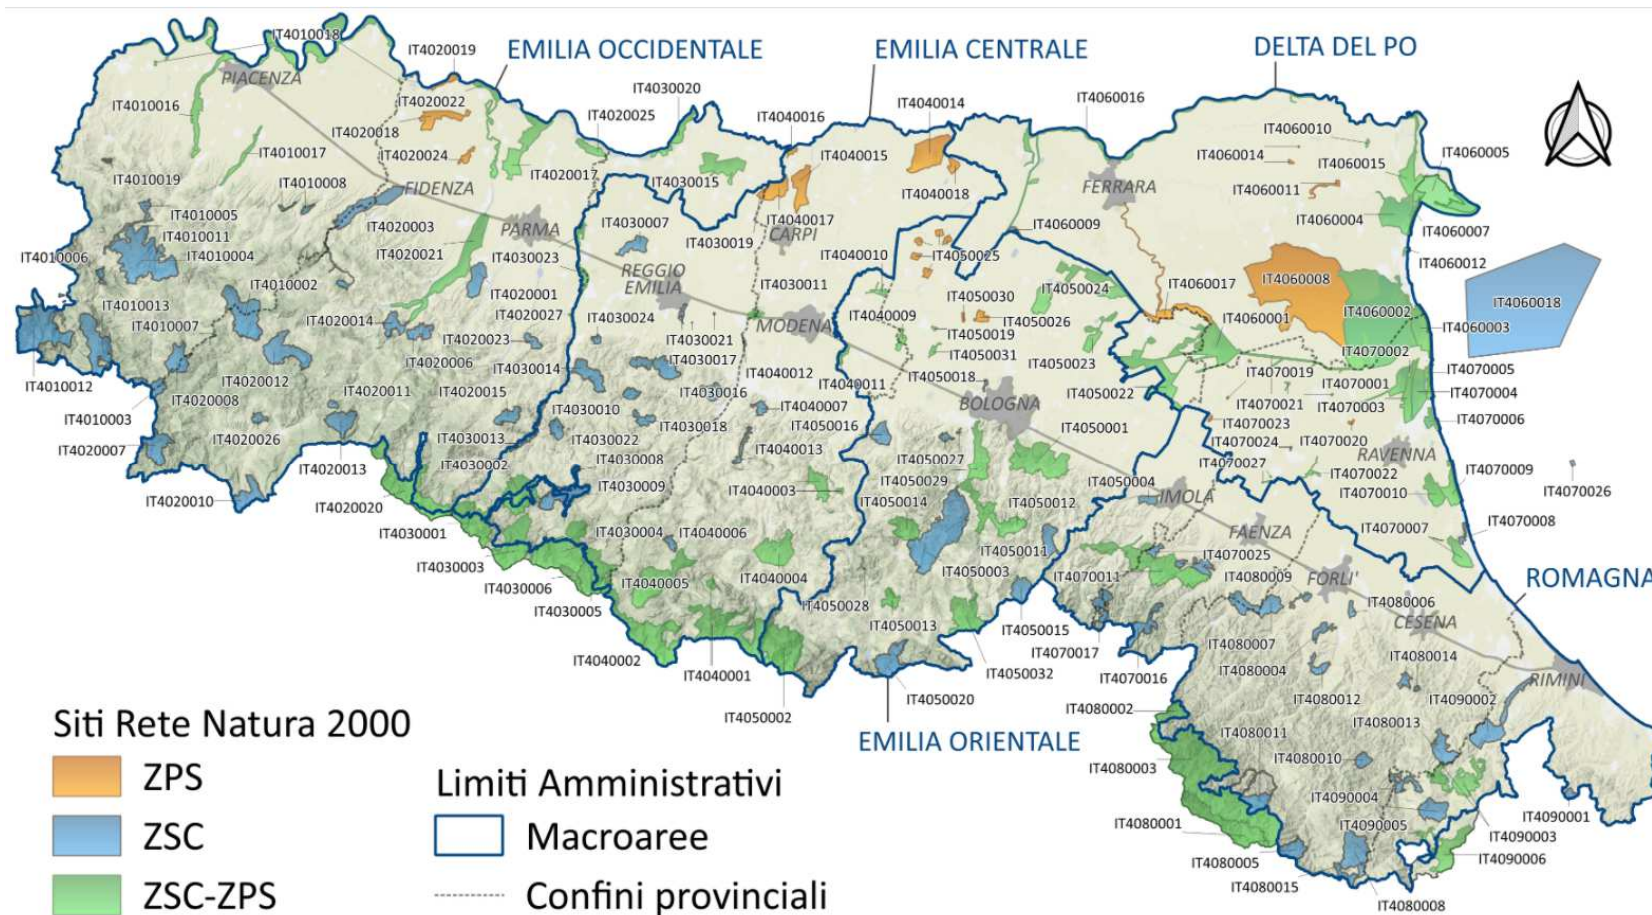 IT4010018
IT4020019
EMILIA OCCIDENTALE
EMILIA CENTRALE
DELTA DEL PO
PIACENZA
IT4030020
IT4060016
IT4010016
IT4020022
IT4020025
IT4040016
IT4040014
IT4060010
IT4020018
IT4040015
IT4060014
IT4060015
IT4060005
IT4010017
IT4020024
IT4010019
IT4010008
FIDENZA
IT4020017
IT4030015
IT4040018
FERRARA
IT4060011
IT4010005
IT4020003
IT4030007
IT4040017
IT4060004
IT4010011
PARMA
IT4030019
CARPI
IT4060009
IT4060007
IT4010006
IT4010004
IT4020021
IT4030023
IT4040010
IT4050025
IT4060012
REGGIO
EMILIA
IT4010002
IT4020001
IT4030011
IT4050024
IT4060017
IT4060008
IT4060018
IT4010013
IT4020027
IT4050030
IT4010007
IT4020014
IT4030024
MODENA
IT4040009
IT4050026
IT4060001
IT4060002
IT4060003
IT4020023
IT4030021
IT4050019
IT4050023
IT4070002
IT4020006
IT4030014
IT4030017
IT4050031
IT4010012
IT4020012
IT4040012
IT4040011
IT4050018
IT4050022
IT4070019
IT4070001
IT4070005
IT4010003
IT4020008
IT4020011
IT4020015
IT4030010
IT4030016
IT4040007
BOLOGNA
IT4070021
IT4070003
IT4070004
IT4020007
IT4020026
IT4030013
IT4030022
IT4030018
IT4050016
IT4050001
IT4070023
IT4070006
IT4020013
IT4030002
IT4030008
IT4040013
IT4050027
IT4070024
IT4070020
RAVENNA
IT4020010
IT4020020
IT4030009
IT4040003
IT4050029
IT4050004
IT4070027
IT4070022
IT4070009
IT4050014
IT4050012
IMOLA
IT4070010
IT4070026
IT4030001
IT4030004
IT4040006
FAENZA
IT4070007
IT4070008
IT4030003
IT4050011
IT4070025
IT4030006
IT4040005
IT4040004
IT4050003
IT4070011
IT4080009
FORLI'
ROMAGNA
IT4030005
IT4050028
IT4050013
IT4050015
IT4080006
CESENA
IT4040002
IT4040001
IT4070017
IT4080007
IT4080014
IT4050032
IT4070016
IT4080004
RIMINI
IT4050020
IT4050002
IT4080002
IT4080012
IT4090002
EMILIA ORIENTALE
IT4080011
IT4080013
IT4080003
IT4080010
IT4090004
IT4080001
IT4090005
IT4090001
IT4090003
IT4080005
IT4090006
IT4080015
IT4080008
Siti Rete Natura 2000
ZPS
ZSC
ZSC-ZPS
Limiti Amministrativi
Macroaree
Confini provinciali